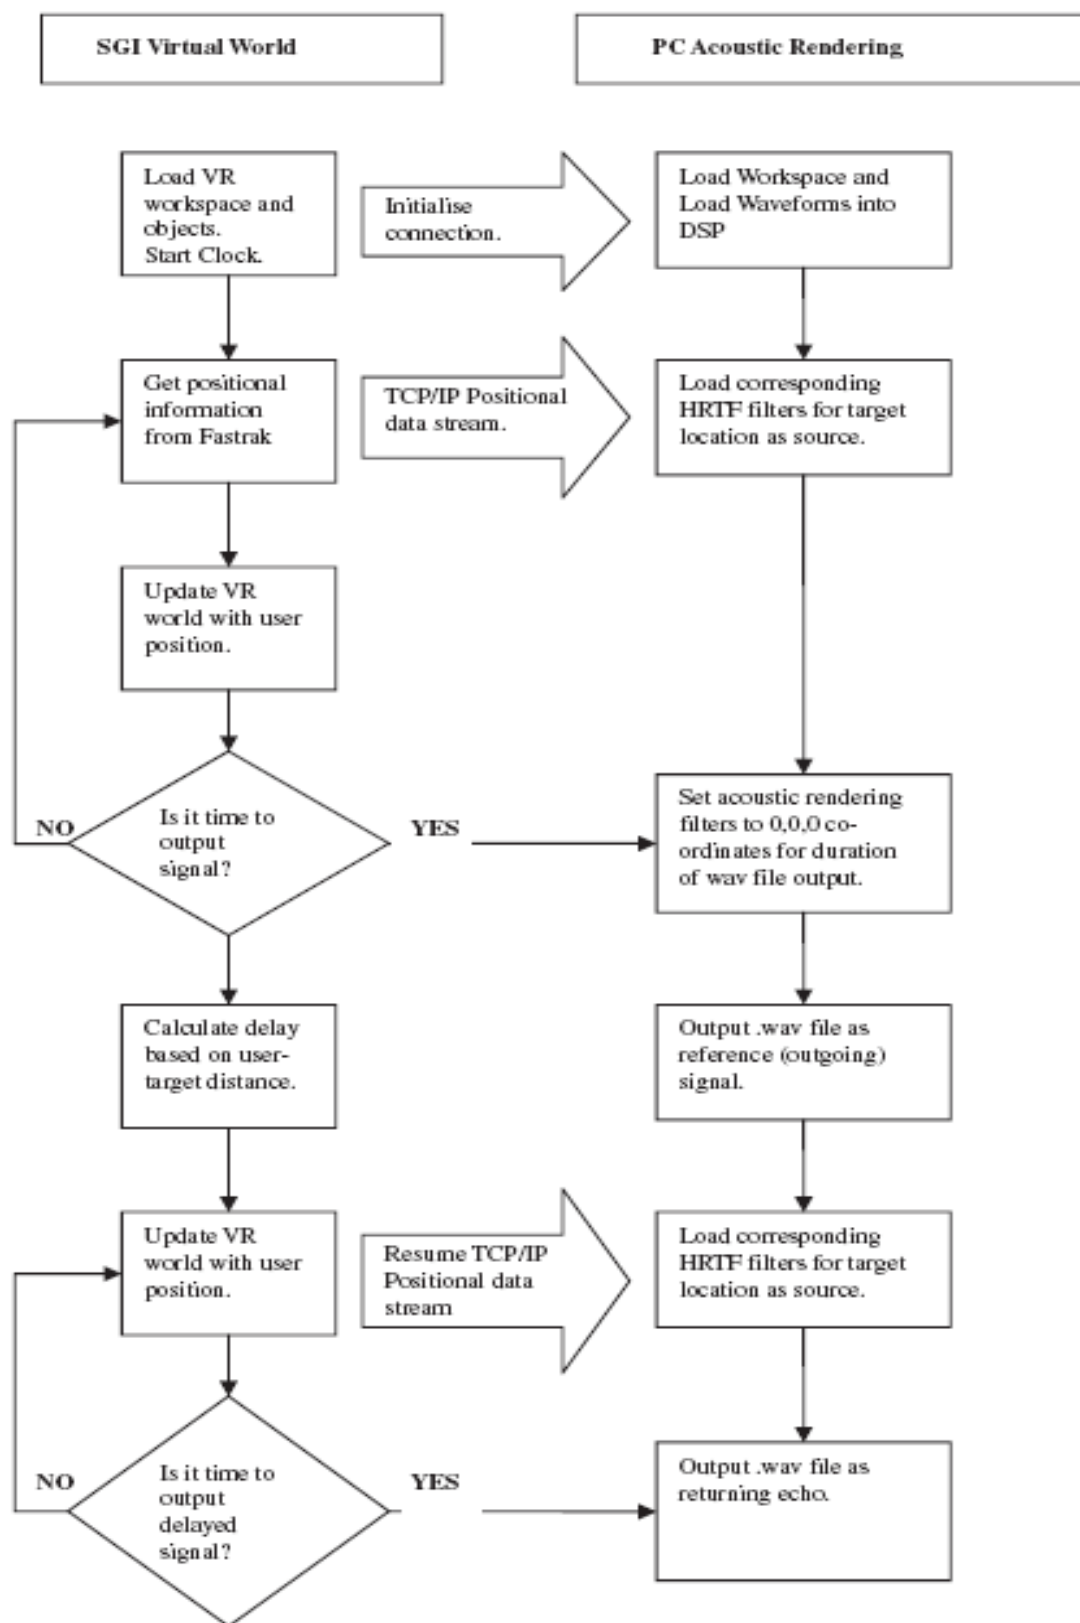 SGI Virtual World
PC Acoustic Rendering
Load VR
workspace and
objects.
Start Clock.
Initialise
connection.
Load Workspace and
Load Waveforms into
DSP
Get positional
information
from Fastrak
TCP/IP Positional
data stream.
Load corresponding
HRTF filters for target
location as source.
Update VR
world with user
position.
NO
Is it time to
output
signal?
YES
Set acoustic rendering
filters to 0,0,0 co-
ordinates for duration
of wav file output.
Calculate delay
based on user-
target distance.
Output .wav file as
reference (outgoing)
signal.
Update VR
world with user
position.
Resume TCP/IP
Positional data
stream
Load corresponding
HRTF filters for target
location as source.
NO
Is it time to
output
delayed
signal?
YES
Output .wav file as
returning echo.